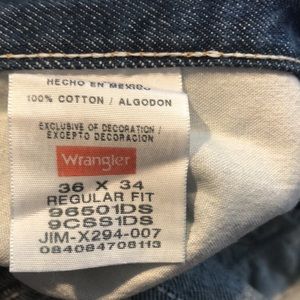 HECHO EN MEXICO
100% COTTON / ALGODON
EXCLUSIVE OF DECORATION /
EXCEPTO DECORACION
Wrangler
36 X 34
REGULAR FIT
96501DS
9CSS1DS
JIM-X294-007
084084708113